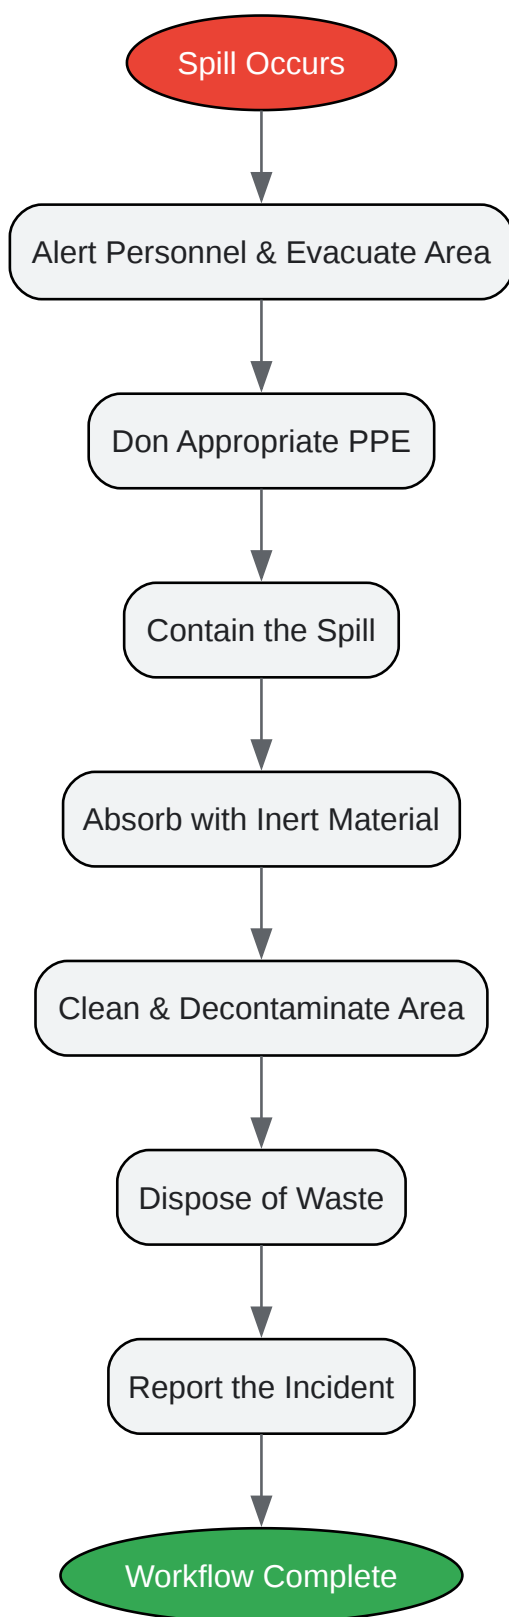 Spill Occurs
Alert Personnel & Evacuate Area
Don Appropriate PPE
Contain the Spill
Absorb with Inert Material
Clean & Decontaminate Area
Dispose of Waste
Report the Incident
Workflow Complete